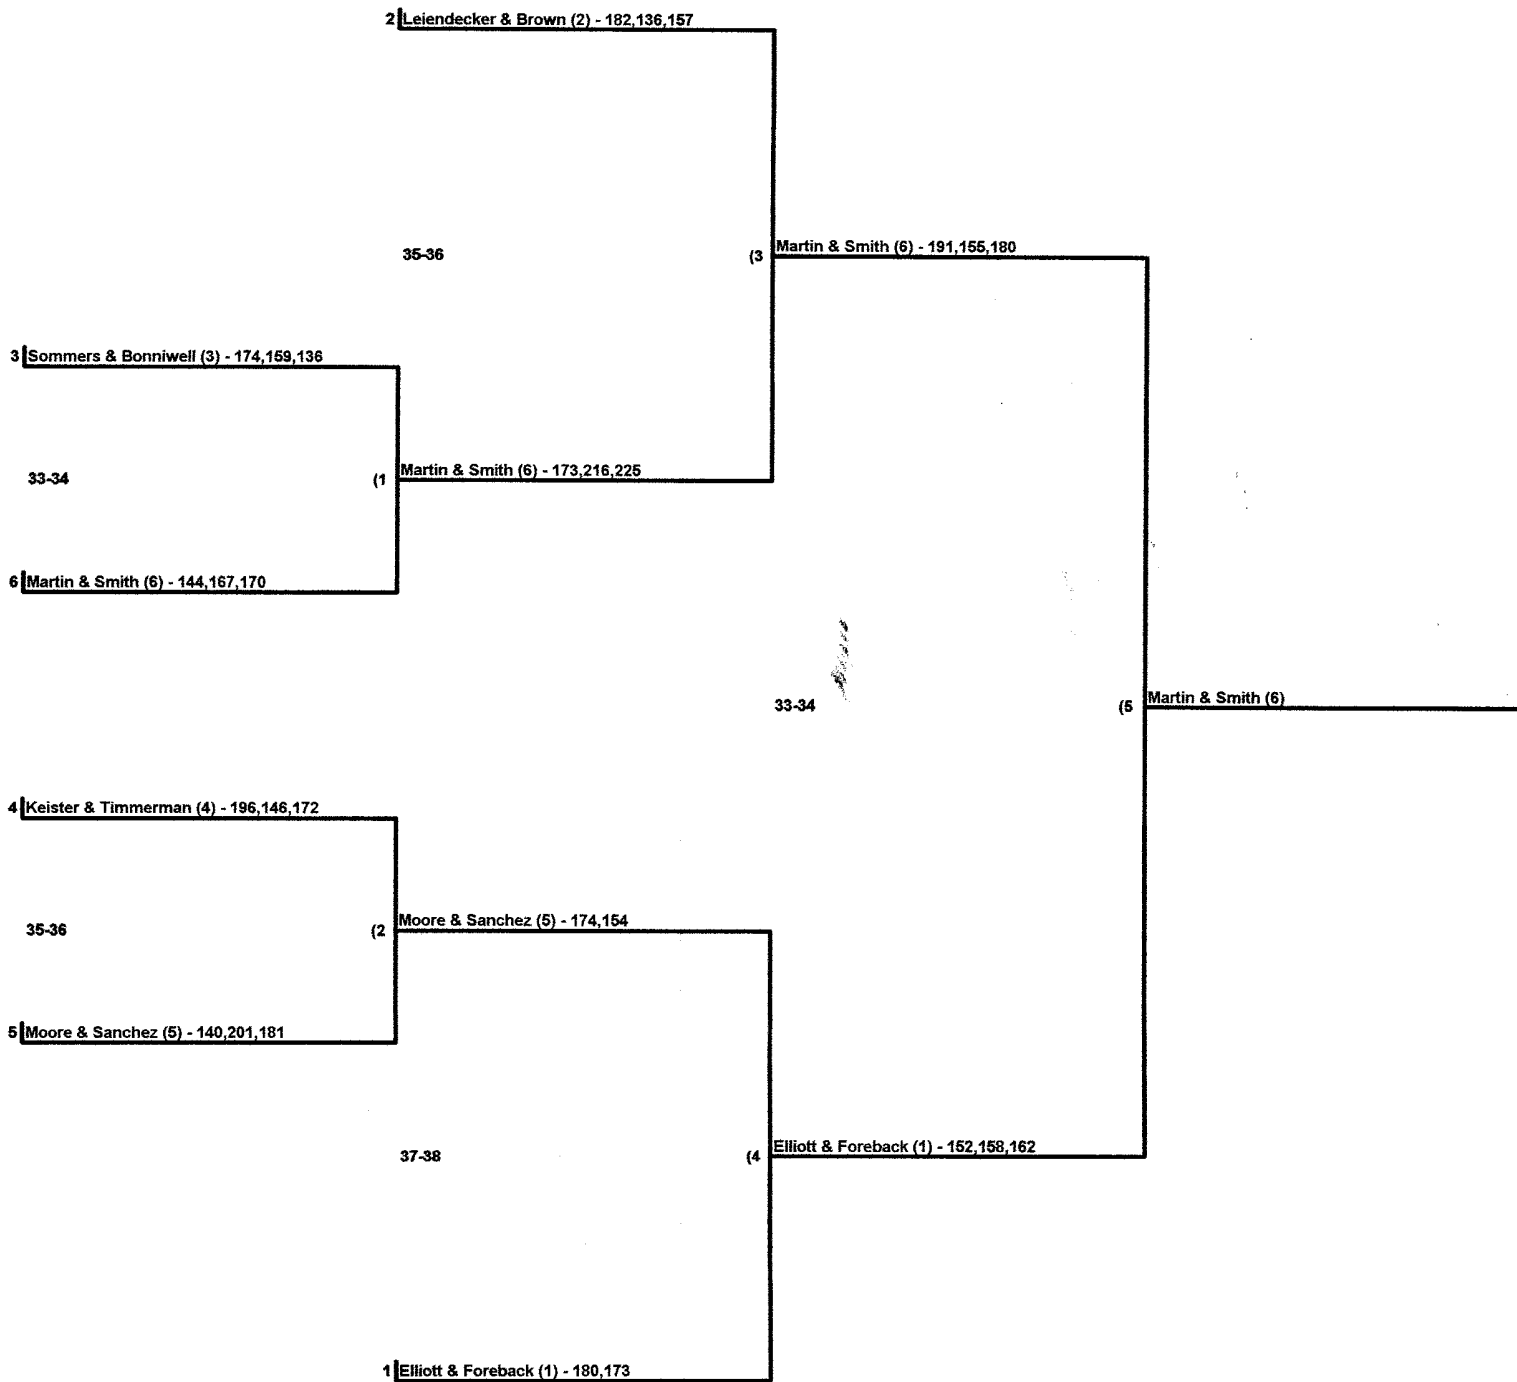 2 Leiendecker & Brown (2) - 182,136,157
35-36 (3 Martin & Smith (6) - 191,155,180
3 Sommers & Bonniwell (3) - 174,159,136
33-34 (1 Martin & Smith (6) - 173,216,225
6 Martin & Smith (6) - 144,167,170
33-34 (5 Martin & Smith (6)
4 Keister & Timmerman (4) - 196,146,172
35-36 (2 Moore & Sanchez (5) - 174,154
5 Moore & Sanchez (5) - 140,201,181
37-38 (4 Elliott & Foreback (1) - 152,158,162
1 Elliott & Foreback (1) - 180,173